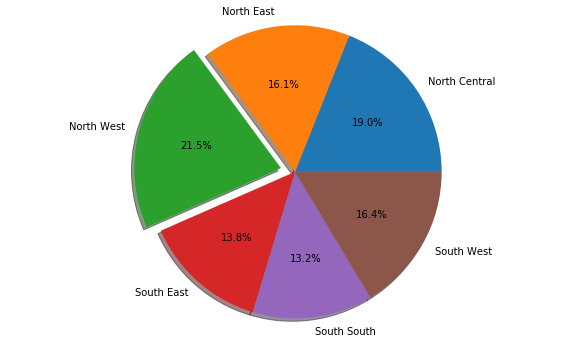 North East
North Central
16.1%
19.0%
North West
21.5%
16.4%
13.8%
13.2%
South West
South East
South South